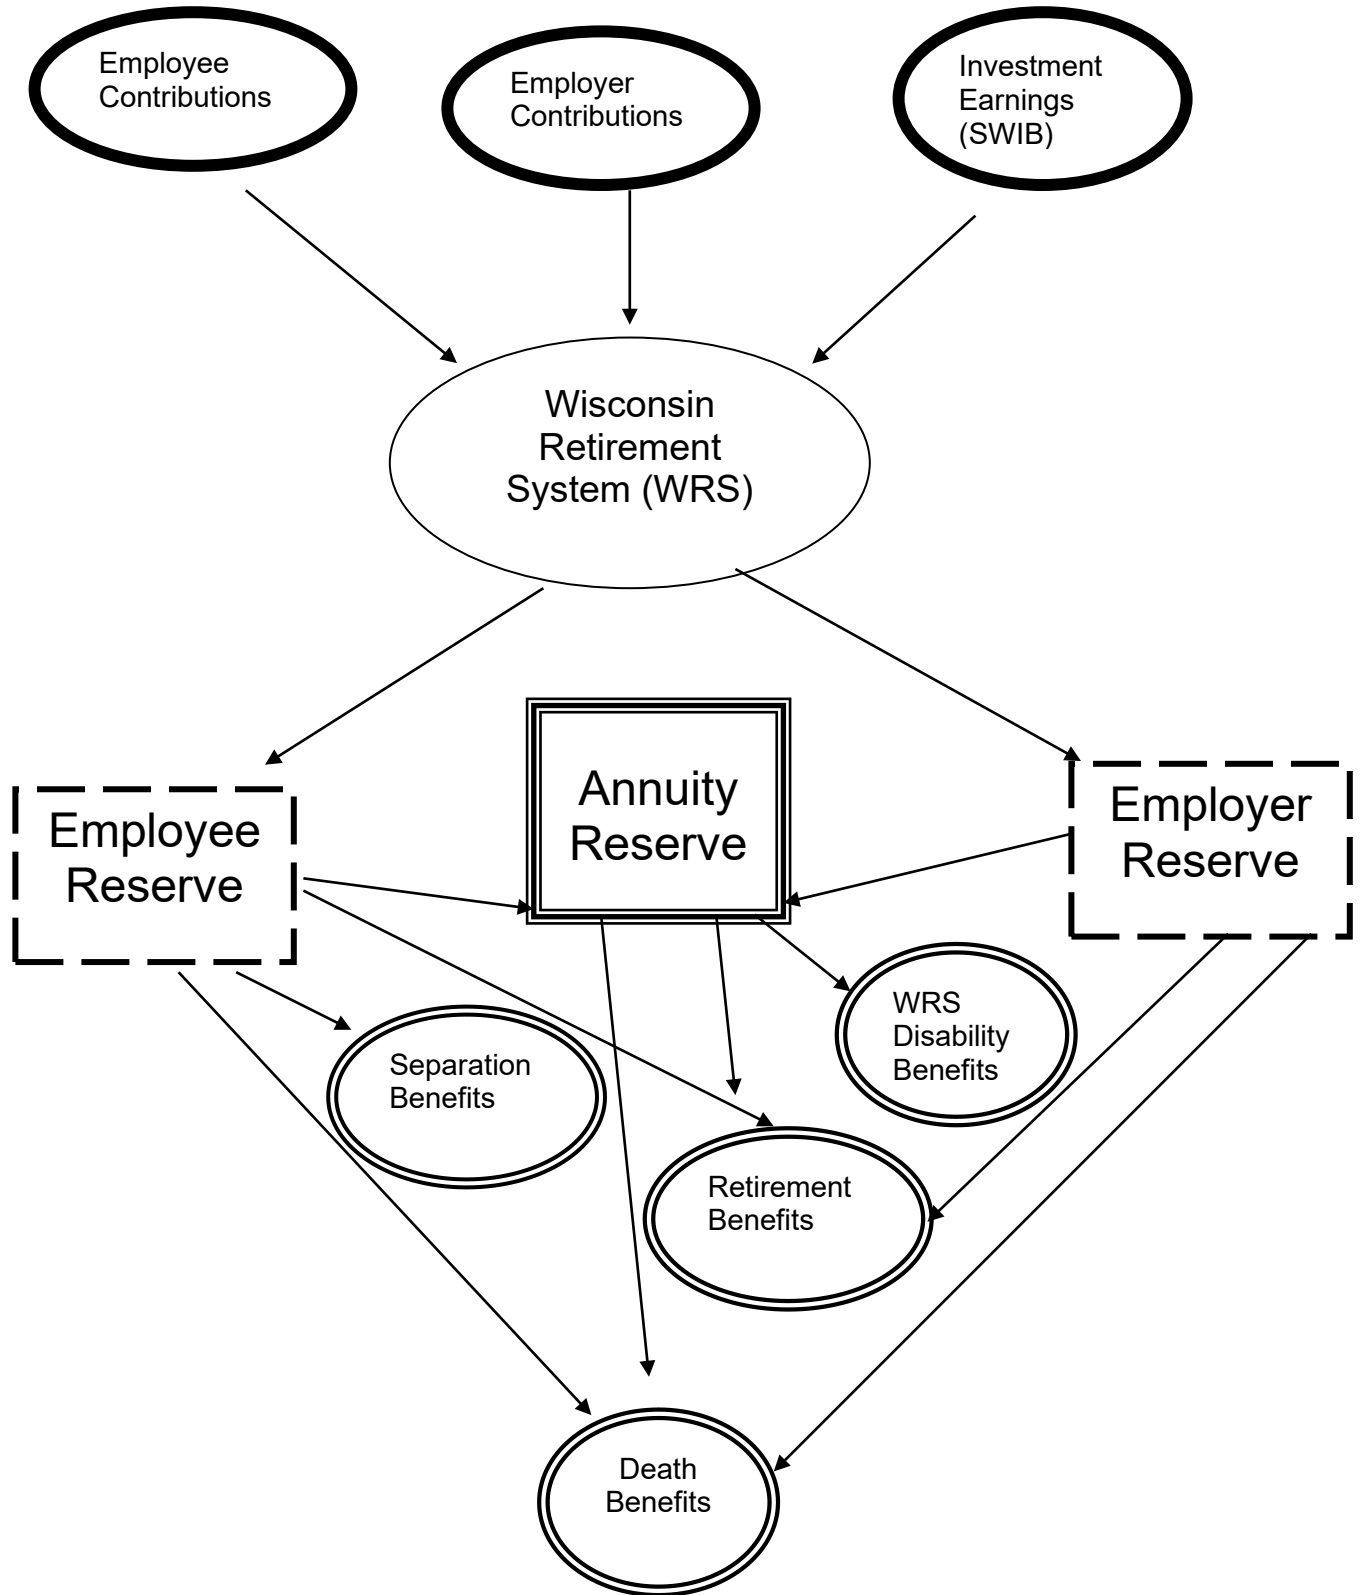 Employee
Contributions
Employer
Contributions
Investment
Earnings
(SWIB)
Wisconsin
Retirement
System (WRS)
Employee
Reserve
Annuity
Reserve
Employer
Reserve
Separation
Benefits
WRS
Disability
Benefits
Retirement
Benefits
Death
Benefits